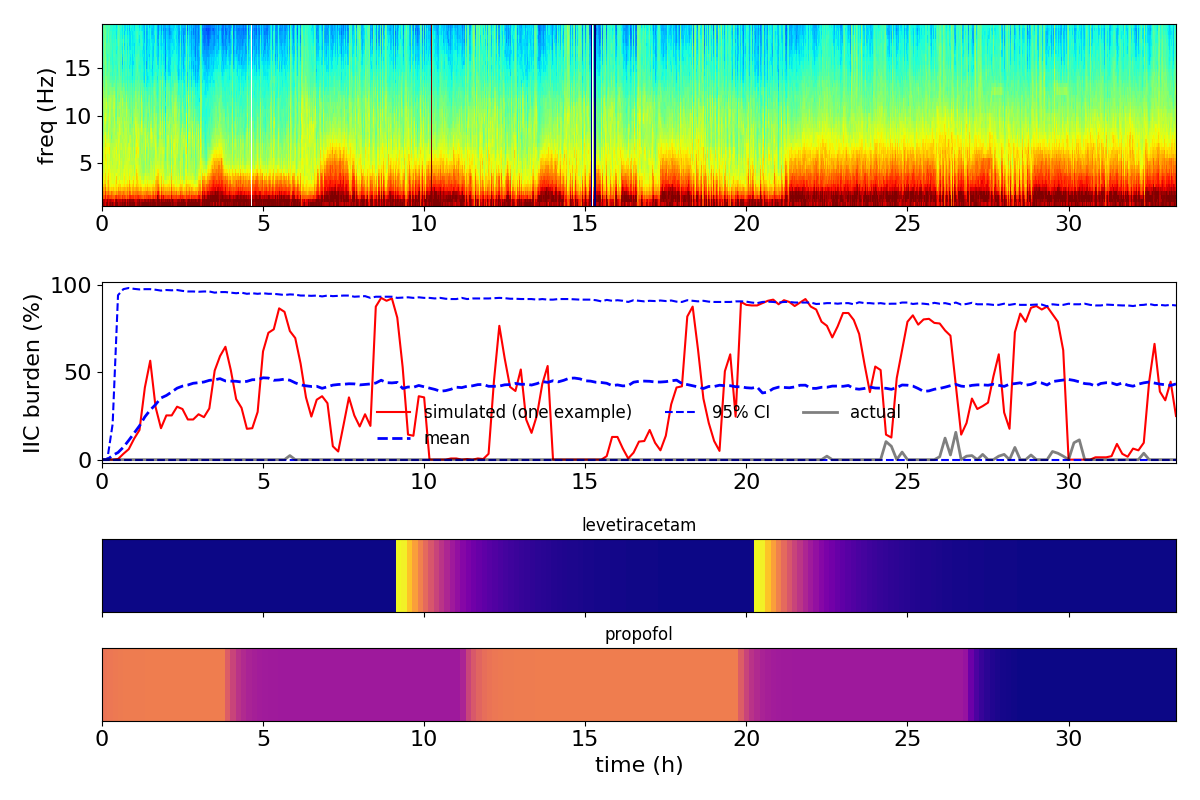 freq (Hz)
15
10
5
0 5 10 15 20 25 30
IIC burden (%)
100
50
0
simulated (one example) 95% CI actual
mean
0 5 10 15 20 25 30
levetiracetam
propofol
0 5 10 15 20 25 30
time (h)